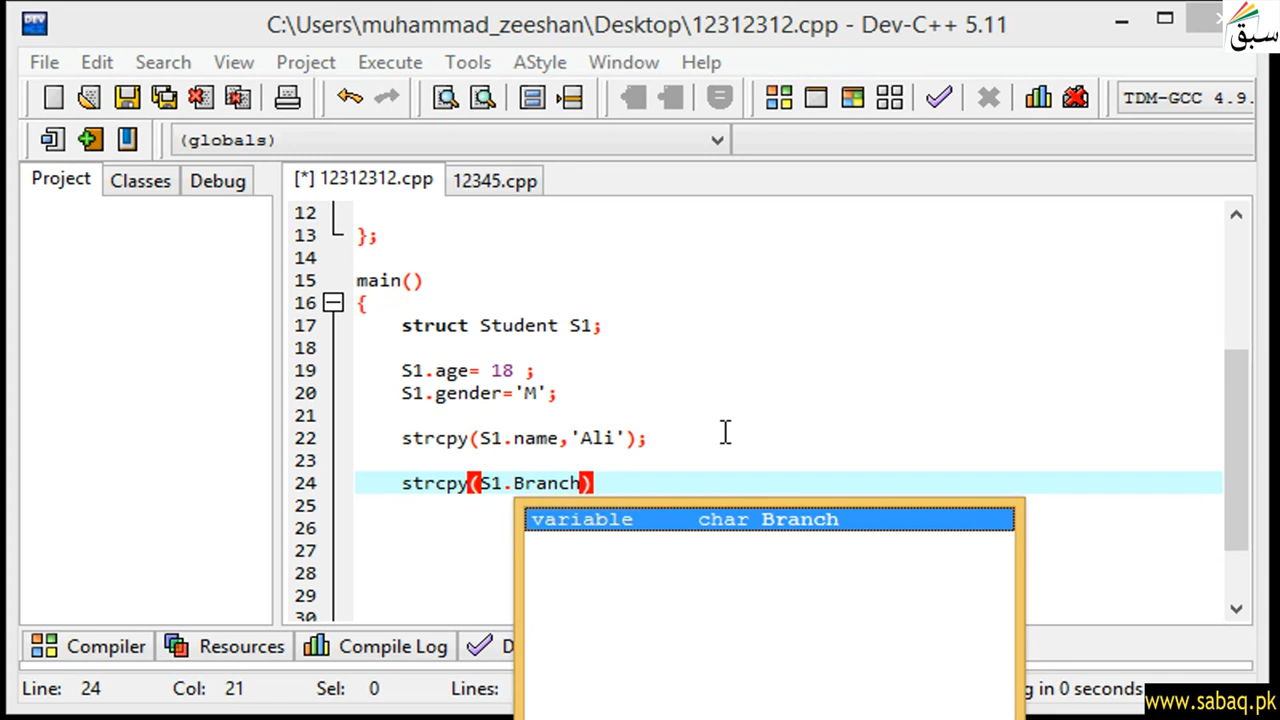 C:\Users\muhammad_zeeshan\Desktop\12312312.cpp - Dev-C++ 5.11
سبق
File Edit Search View Project Execute Tools AStyle Window Help
TDM-GCC 4.9.
(globals)
Project Classes Debug [*] 12312312.cpp 12345.cpp
12
13 };
14
15 main()
16 {
17 struct Student S1;
18
19 S1.age= 18 ;
20 S1.gender='M';
21
22 strcpy(S1.name,'Ali');
23
24 strcpy(S1.Branch)
25
variable char Branch
26
27
28
29
30
Compiler Resources Compile Log D
Line: 24 Col: 21 Sel: 0 Lines: g in 0 seconds
www.sabaq.pk